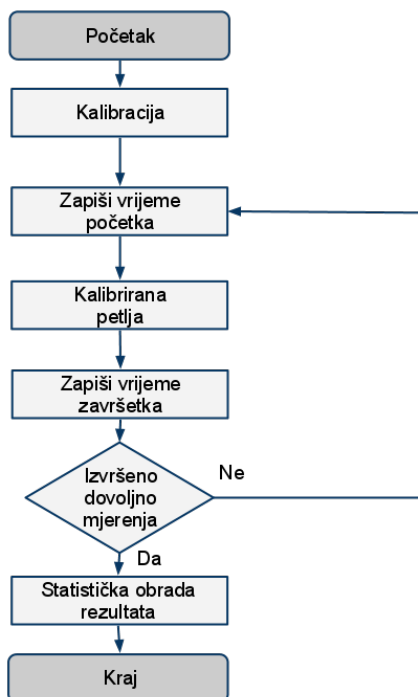 Početak
Kalibracija
Zapiši vrijeme
početka
Kalibrirana
petlja
Zapiši vrijeme
završetka
Izvršeno
dovoljno
mjerenja
Ne
Da
Statistička obrada
rezultata
Kraj